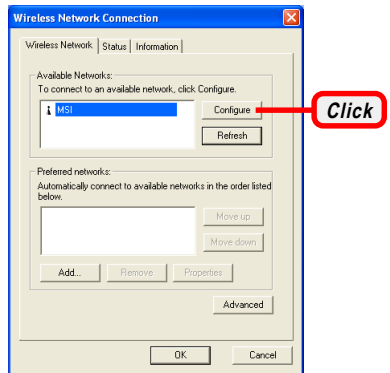 Wireless Network Connection
Wireless Network Status Information
Available Networks:
To connect to an available network, click Configure.
MSI
Configure
Click
Refresh
Preferred networks:
Automatically connect to available networks in the order listed
below.
Move up
Move down
Add... Remove Properties
Advanced
OK Cancel